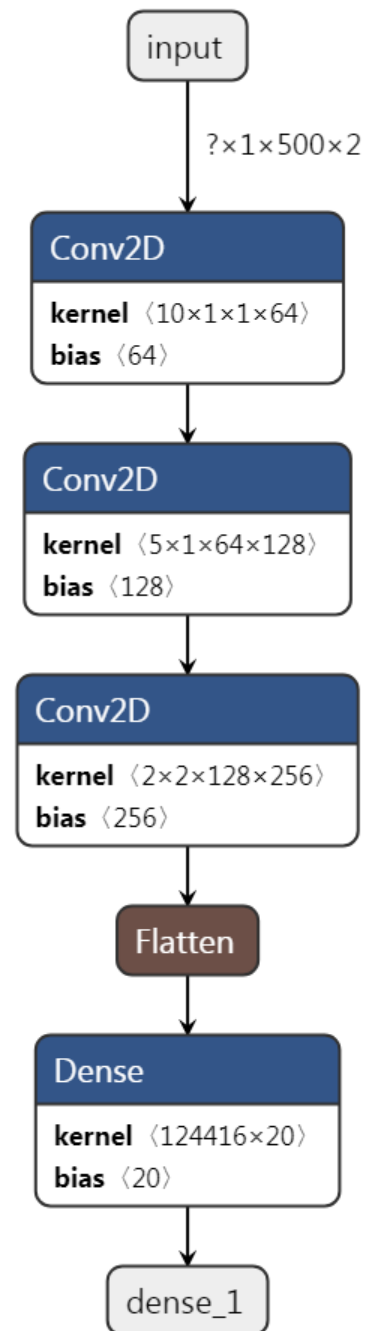 input
?×1×500×2
Conv2D
kernel 〈10×1×1×64〉
bias 〈64〉
Conv2D
kernel 〈5×1×64×128〉
bias 〈128〉
Conv2D
kernel 〈2×2×128×256〉
bias 〈256〉
Flatten
Dense
kernel 〈124416×20〉
bias 〈20〉
dense_1